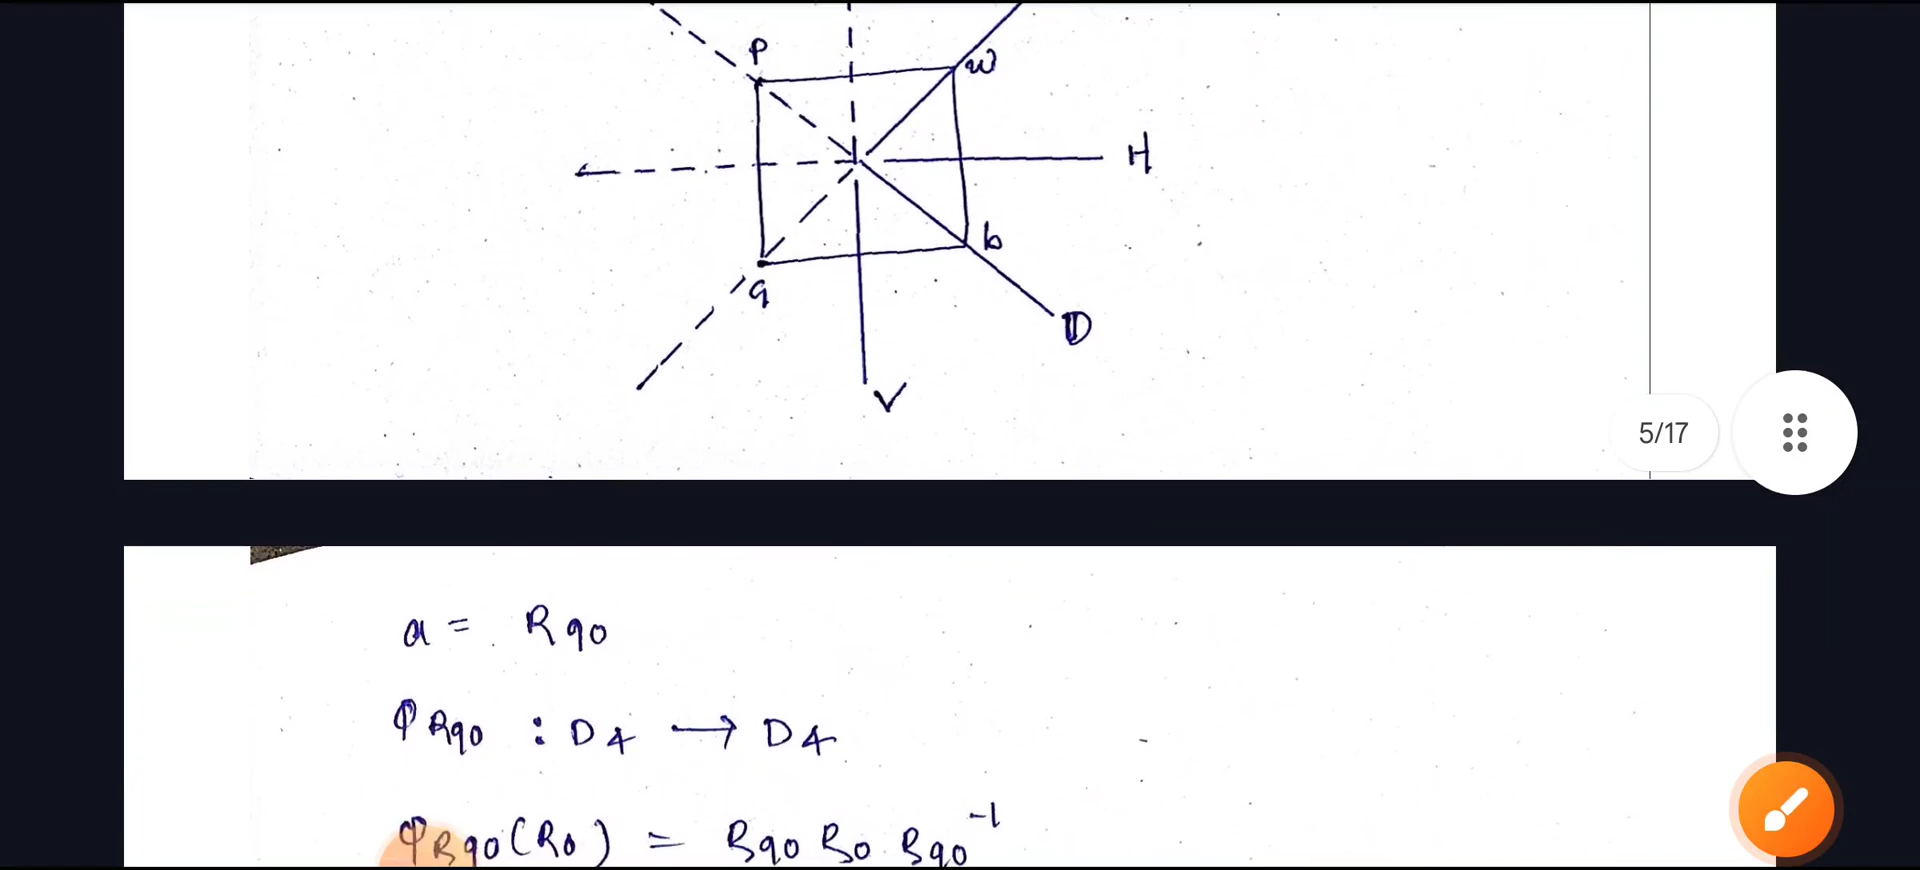 P
w
H
b
q
D
V
5/17
a = R90
φR90 : D4 → D4
φR90(R0) = R90 R0 R90⁻¹